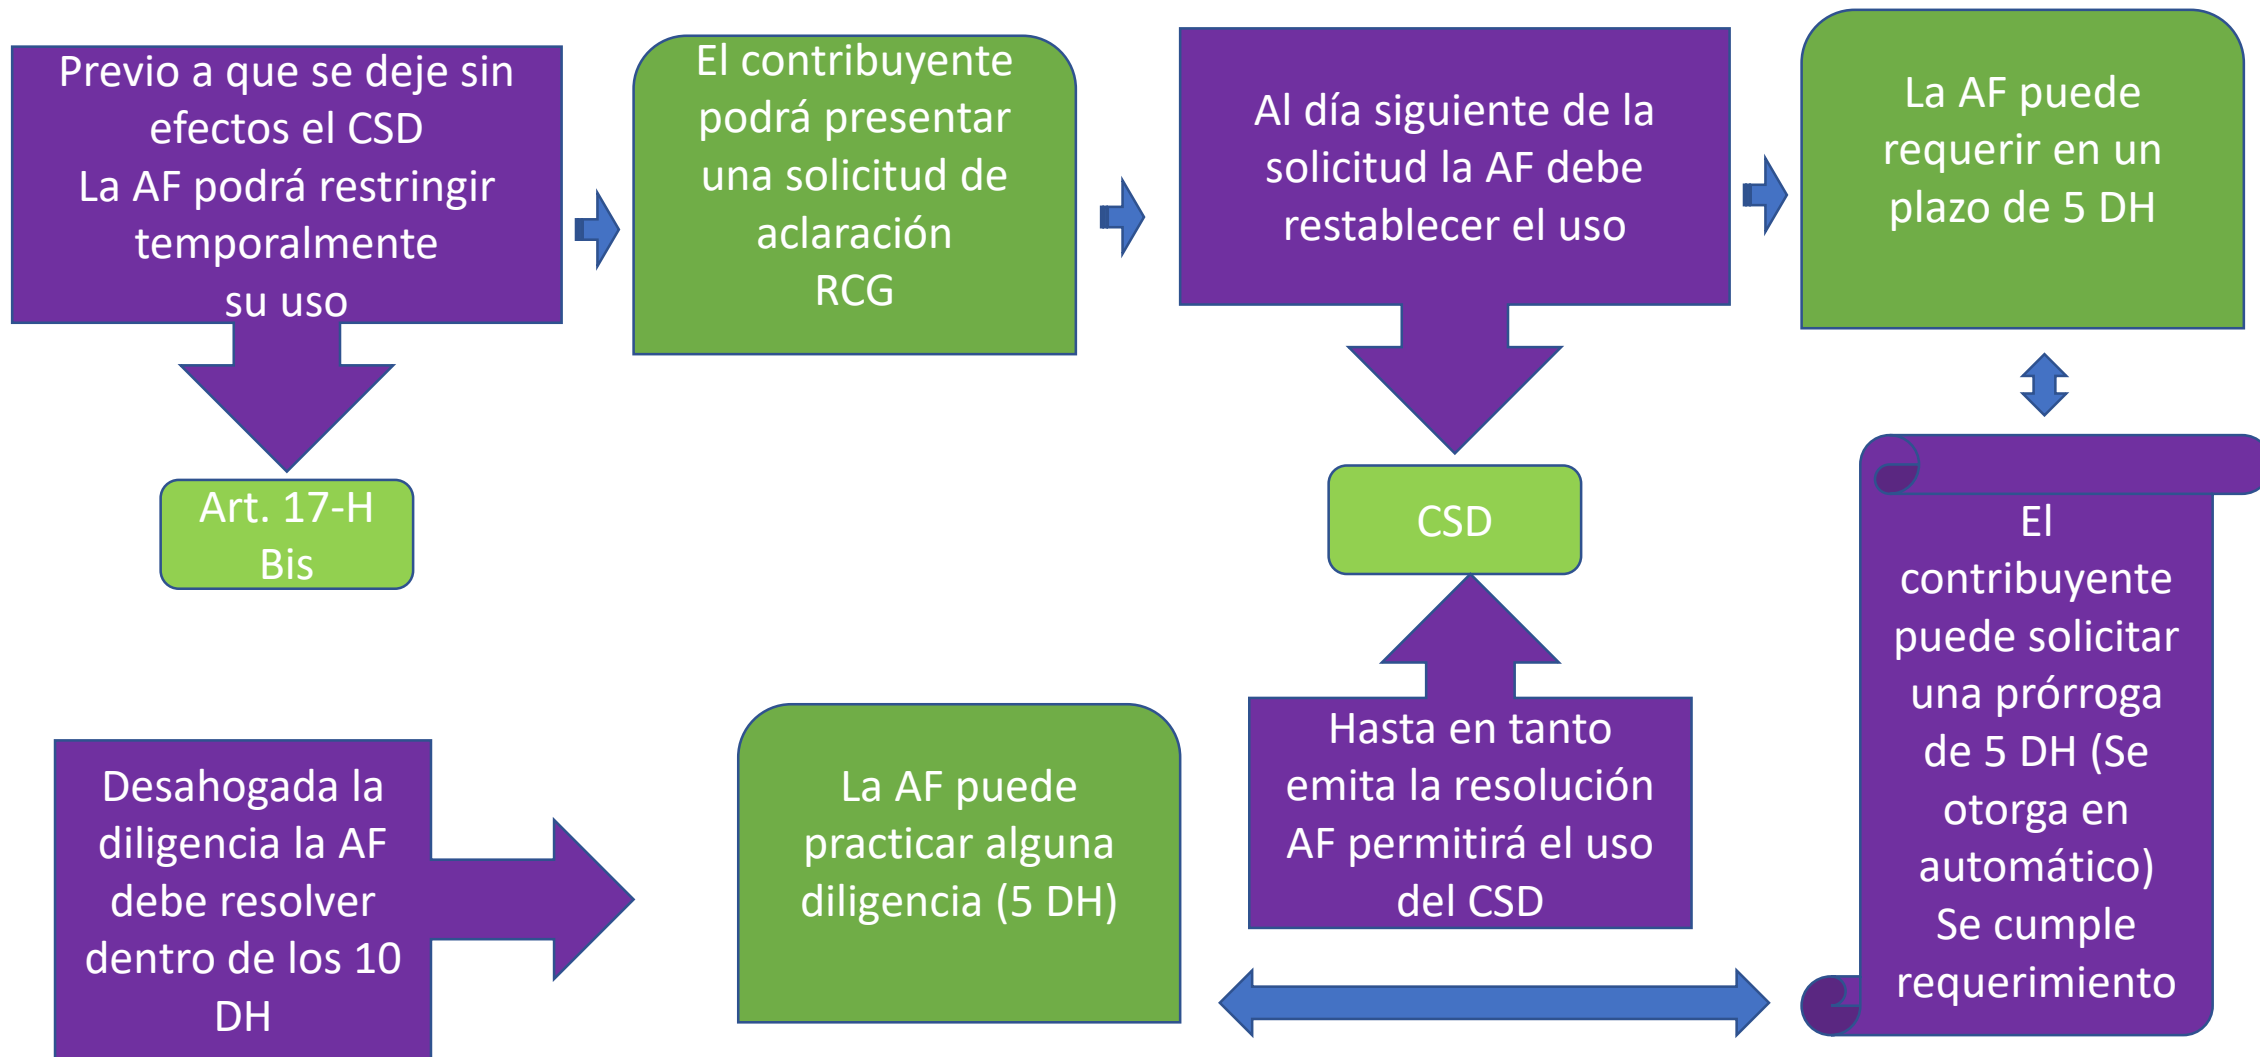 Previo a que se deje sin
efectos el CSD
La AF podrá restringir
temporalmente
su uso
El contribuyente
podrá presentar
una solicitud de
aclaración
RCG
Al día siguiente de la
solicitud la AF debe
restablecer el uso
La AF puede
requerir en un
plazo de 5 DH
Art. 17-H
Bis
CSD
El
contribuyente
puede solicitar
una prórroga
de 5 DH (Se
otorga en
automático)
Se cumple
requerimiento
Hasta en tanto
emita la resolución
AF permitirá el uso
del CSD
La AF puede
practicar alguna
diligencia (5 DH)
Desahogada la
diligencia la AF
debe resolver
dentro de los 10
DH